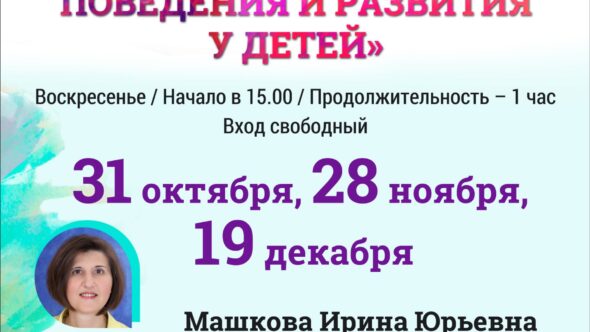 ПОВЕДЕНИЯ И РАЗВИТИЯ
У ДЕТЕЙ»
Воскресенье / Начало в 15.00 / Продолжительность – 1 час
Вход свободный
31 октября, 28 ноября,
19 декабря
Машкова Ирина Юрьевна